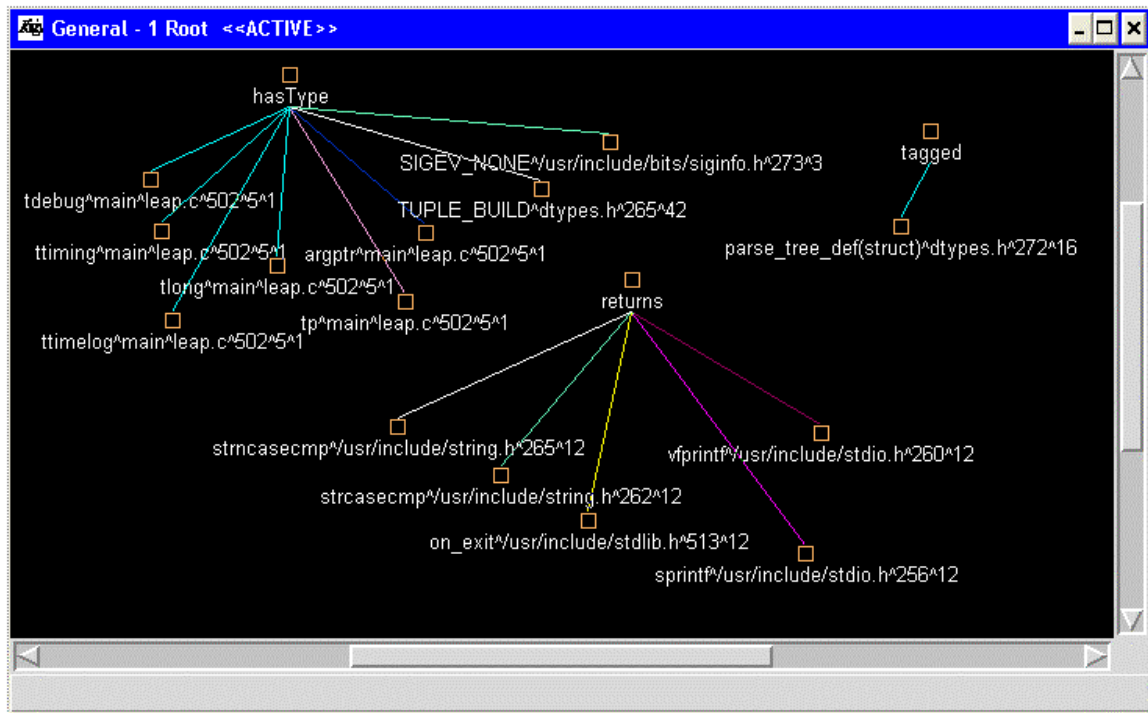 General - 1 Root <<ACTIVE>>
hasType
tagged
SIGEV_NONE^/usr/include/bits/siginfo.h^273^3
tdebug^main^leap.c^502^5^1
TUPLE_BUILD^dtypes.h^265^42
ttiming^main^leap.c^502^5^1
argptr^main^leap.c^502^5^1
parse_tree_def(struct)^dtypes.h^272^16
tlong^main^leap.c^502^5^1
returns
tp^main^leap.c^502^5^1
ttimelog^main^leap.c^502^5^1
strncasecmp^/usr/include/string.h^265^12
vfprintf^/usr/include/stdio.h^260^12
strcasecmp^/usr/include/string.h^262^12
on_exit^/usr/include/stdlib.h^513^12
sprintf^/usr/include/stdio.h^256^12